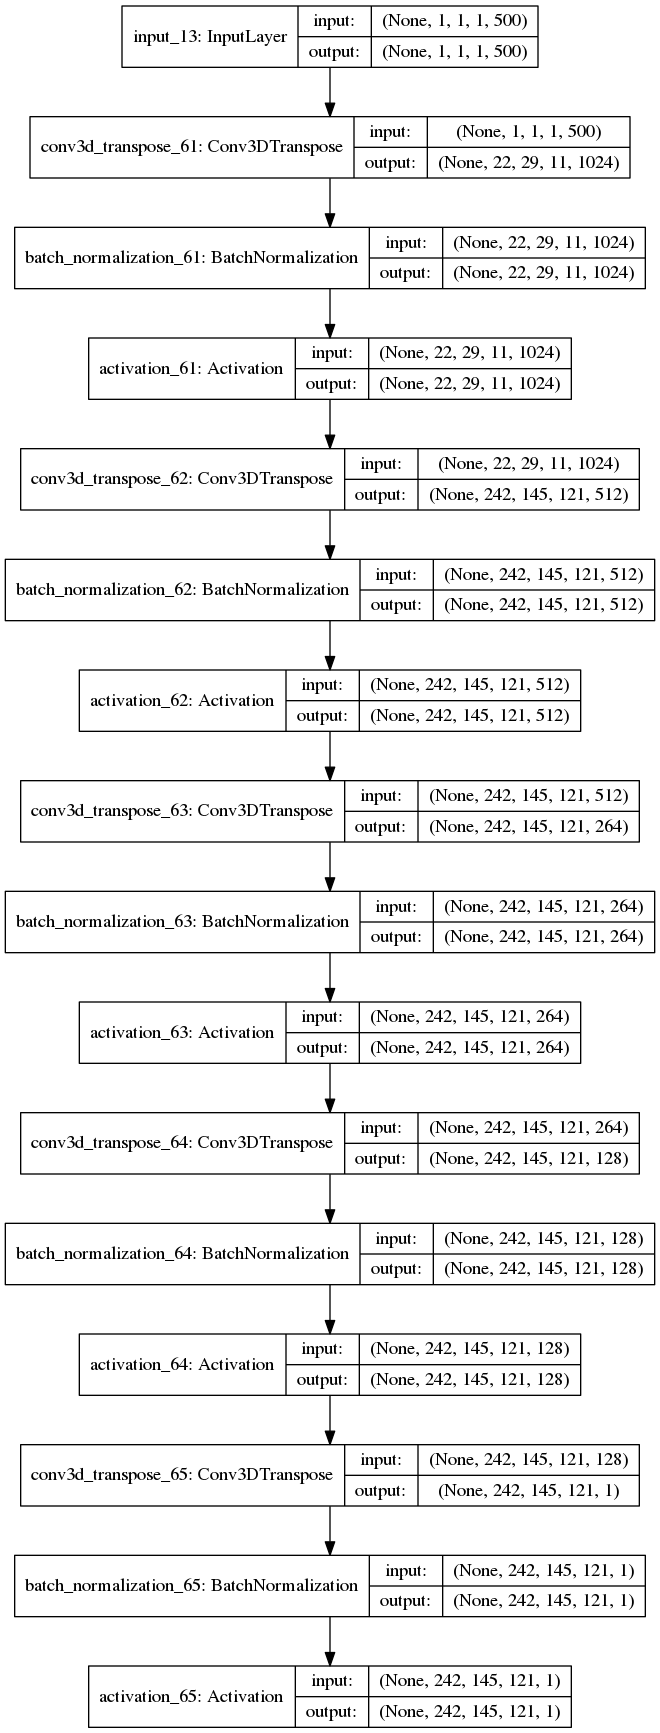 input_13: InputLayer
input: (None, 1, 1, 1, 500)
output: (None, 1, 1, 1, 500)
conv3d_transpose_61: Conv3DTranspose
input: (None, 1, 1, 1, 500)
output: (None, 22, 29, 11, 1024)
batch_normalization_61: BatchNormalization
input: (None, 22, 29, 11, 1024)
output: (None, 22, 29, 11, 1024)
activation_61: Activation
input: (None, 22, 29, 11, 1024)
output: (None, 22, 29, 11, 1024)
conv3d_transpose_62: Conv3DTranspose
input: (None, 22, 29, 11, 1024)
output: (None, 242, 145, 121, 512)
batch_normalization_62: BatchNormalization
input: (None, 242, 145, 121, 512)
output: (None, 242, 145, 121, 512)
activation_62: Activation
input: (None, 242, 145, 121, 512)
output: (None, 242, 145, 121, 512)
conv3d_transpose_63: Conv3DTranspose
input: (None, 242, 145, 121, 512)
output: (None, 242, 145, 121, 264)
batch_normalization_63: BatchNormalization
input: (None, 242, 145, 121, 264)
output: (None, 242, 145, 121, 264)
activation_63: Activation
input: (None, 242, 145, 121, 264)
output: (None, 242, 145, 121, 264)
conv3d_transpose_64: Conv3DTranspose
input: (None, 242, 145, 121, 264)
output: (None, 242, 145, 121, 128)
batch_normalization_64: BatchNormalization
input: (None, 242, 145, 121, 128)
output: (None, 242, 145, 121, 128)
activation_64: Activation
input: (None, 242, 145, 121, 128)
output: (None, 242, 145, 121, 128)
conv3d_transpose_65: Conv3DTranspose
input: (None, 242, 145, 121, 128)
output: (None, 242, 145, 121, 1)
batch_normalization_65: BatchNormalization
input: (None, 242, 145, 121, 1)
output: (None, 242, 145, 121, 1)
activation_65: Activation
input: (None, 242, 145, 121, 1)
output: (None, 242, 145, 121, 1)